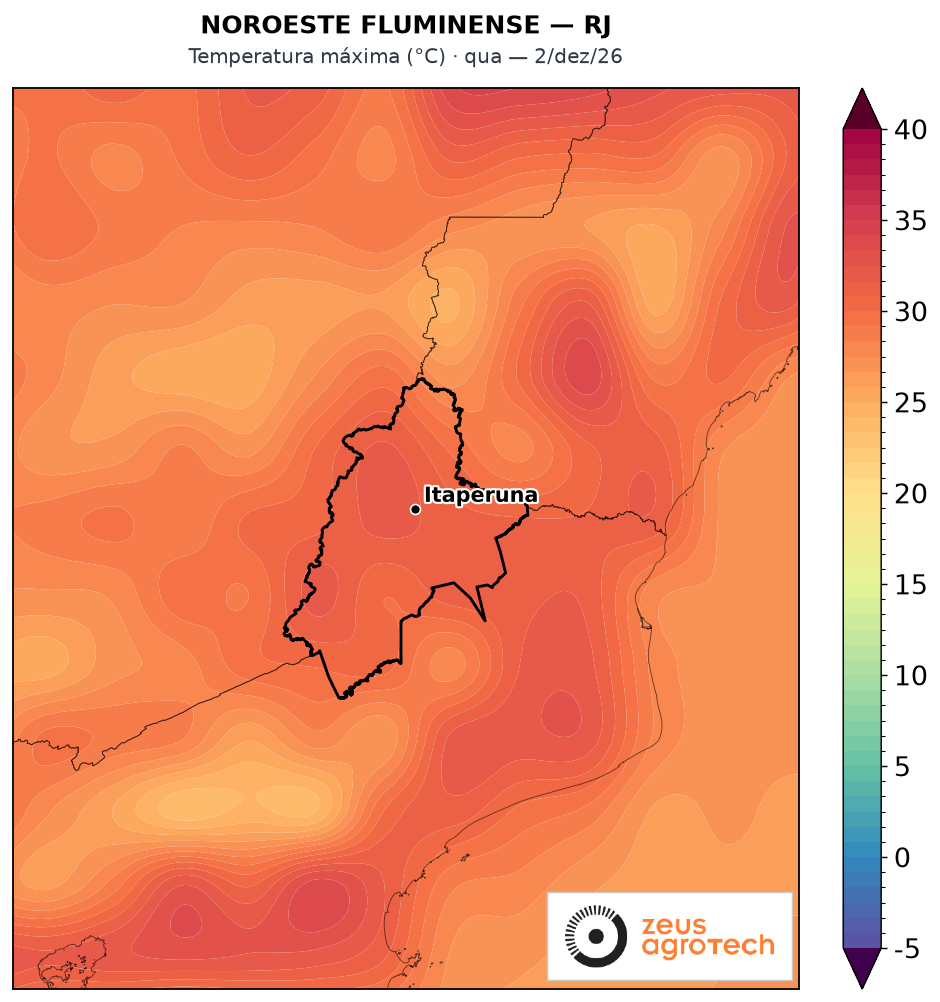 NOROESTE FLUMINENSE — RJ
Temperatura máxima (°C) · qua — 2/dez/26
40
35
30
25
20
15
10
5
0
-5
Itaperuna
zeus
agrotech